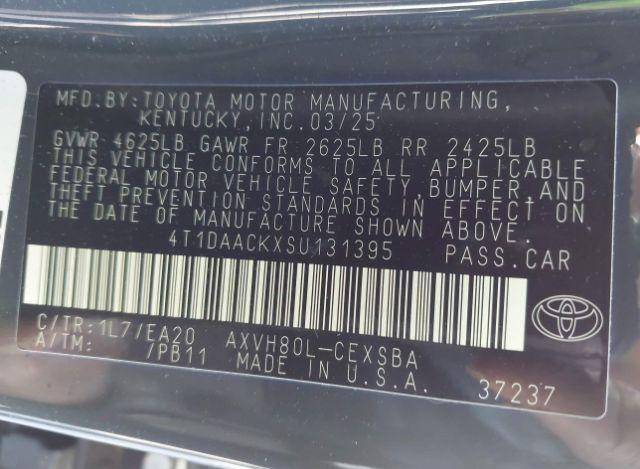 MFD.BY:TOYOTA MOTOR MANUFACTURING,
KENTUCKY,INC.03/25
GVWR 4625LB GAWR FR 2625LB RR 2425LB
THIS VEHICLE CONFORMS TO ALL APPLICABLE
FEDERAL MOTOR VEHICLE SAFETY,BUMPER,AND
THEFT PREVENTION STANDARDS IN EFFECT ON
THE DATE OF MANUFACTURE SHOWN ABOVE.
4T1DAACKXSU131395 PASS.CAR
C/TR:1L7/EA20 AXVH80L-CEXSBA
A/TM: /PB11 MADE IN U.S.A.
37237